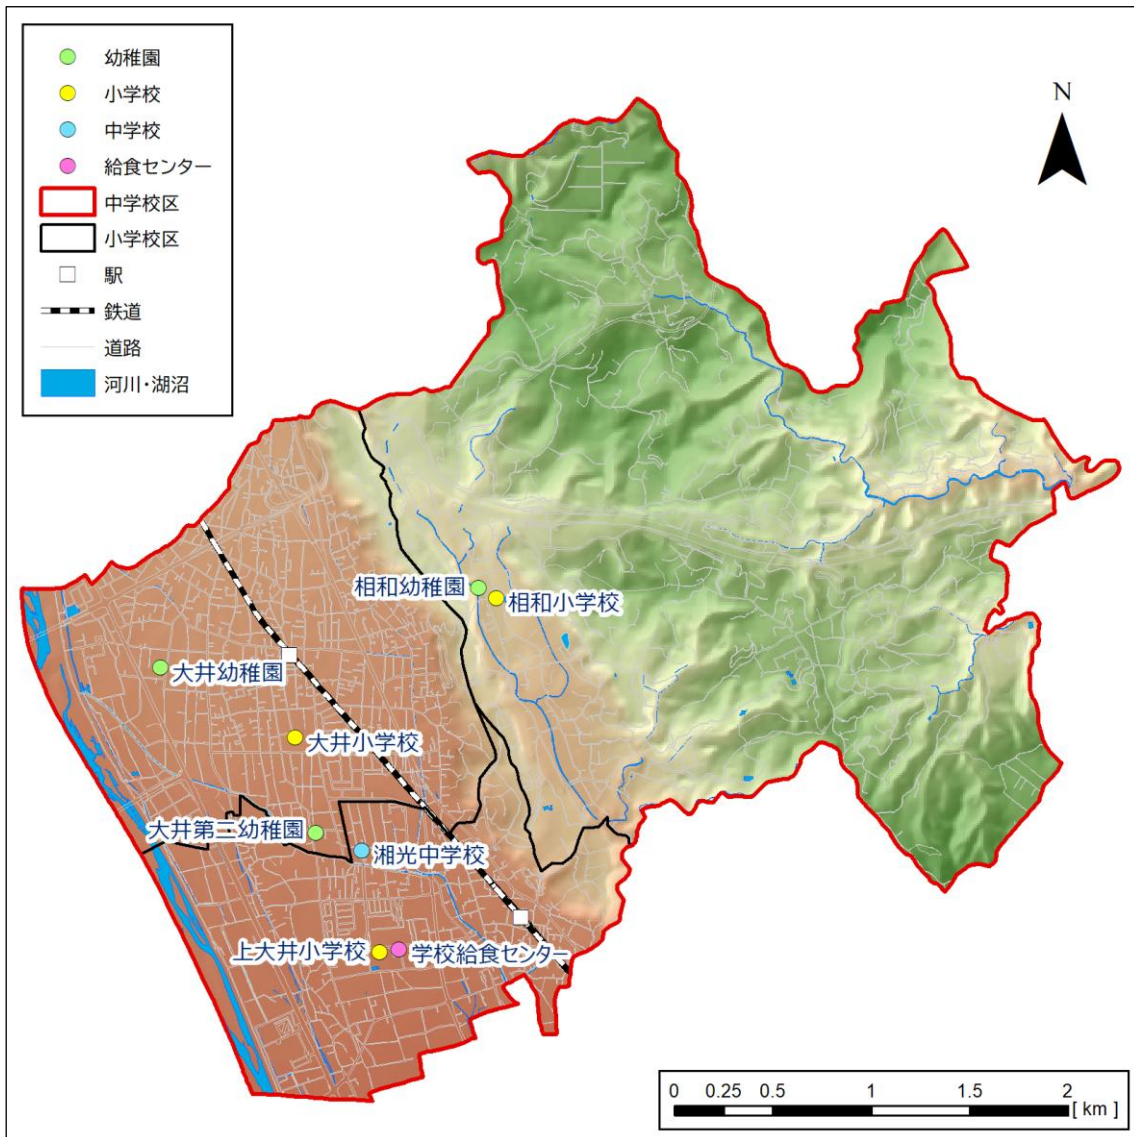 幼稚園
小学校
中学校
給食センター
中学校区
小学校区
駅
鉄道
道路
河川・湖沼
N
相和幼稚園
相和小学校
大井幼稚園
大井小学校
大井第二幼稚園
湘光中学校
上大井小学校
学校給食センター
0 0.25 0.5 1 1.5 2
[ km ]